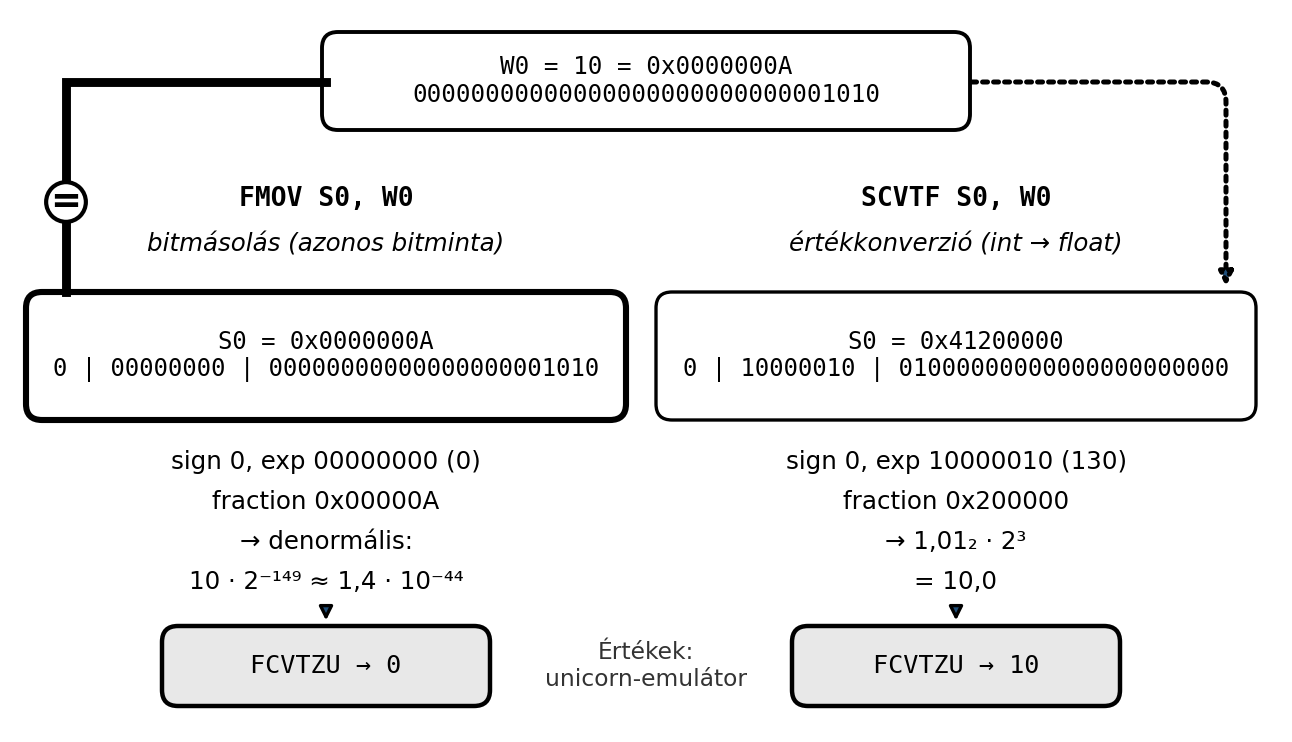 W0 = 10 = 0x0000000A
00000000000000000000000000001010
=
FMOV S0, W0
bitmásolás (azonos bitminta)
SCVTF S0, W0
értékkonverzió (int → float)
S0 = 0x0000000A
0 | 00000000 | 00000000000000000001010
S0 = 0x41200000
0 | 10000010 | 01000000000000000000000
sign 0, exp 00000000 (0)
fraction 0x00000A
→ denormális:
10 · 2⁻¹⁴⁹ ≈ 1,4 · 10⁻⁴⁴
sign 0, exp 10000010 (130)
fraction 0x200000
→ 1,01₂ · 2³
= 10,0
FCVTZU → 0
Értékek:
unicorn-emulátor
FCVTZU → 10